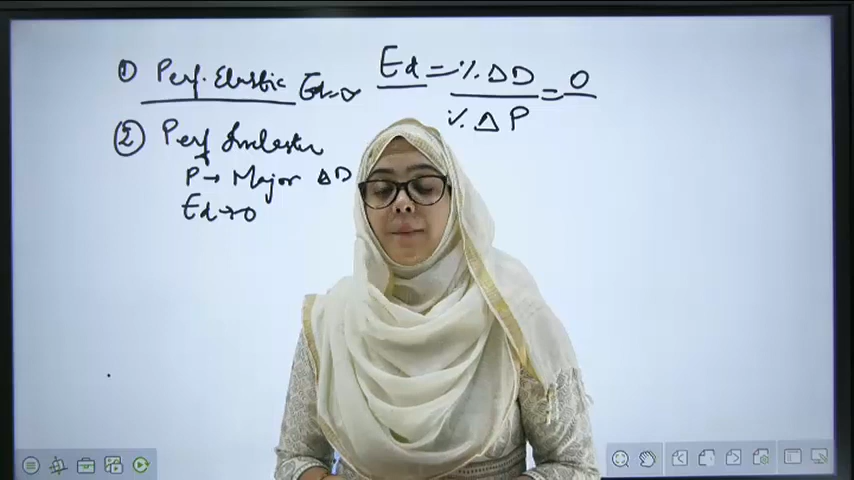 ① Perf. Elastic Ed=∞
Ed = % ΔD / % ΔP = 0
② Perf Inelastic
P → Major ΔD
Ed → 0